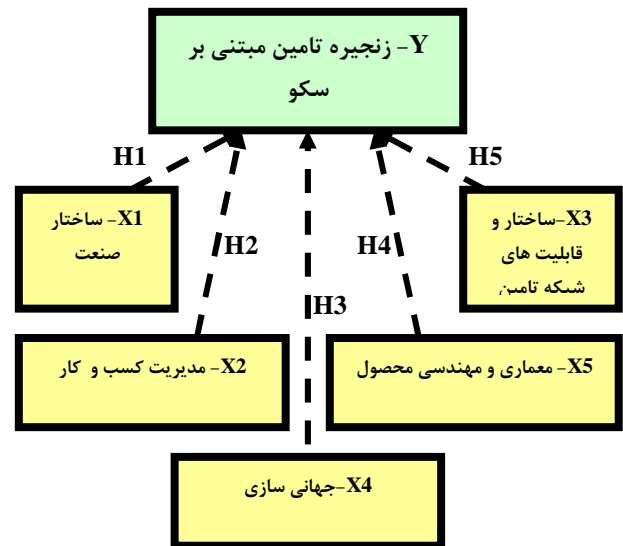 Y- زنجیره تامین مبتنی بر
سکو
H1
H5
X1- ساختار
صنعت
X3-ساختار و
قابلیت های
شبکه تامین
H2
H4
H3
X2- مدیریت کسب و کار
X5- معماری و مهندسی محصول
X4-جهانی سازی